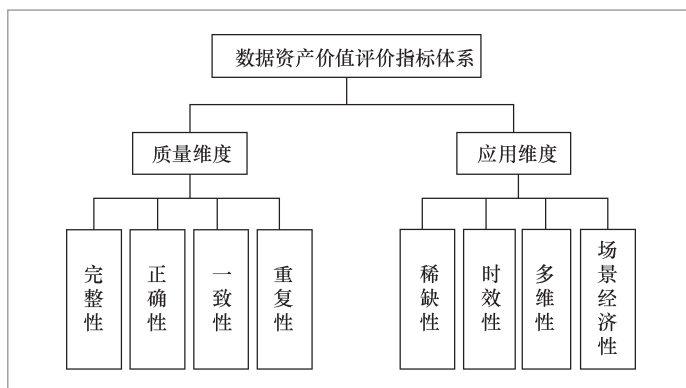 数据资产价值评价指标体系
质量维度
应用维度
完整性
正确性
一致性
重复性
稀缺性
时效性
多维性
场景经济性